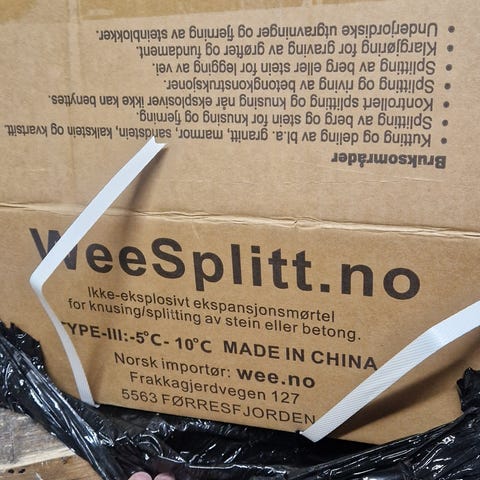 Bruksområder
• Kutting og deling av bl.a. granitt, marmor, sandstein, kalkstein og kvartsitt.
• Splitting av berg og stein for knusing og fjerning.
• Kontrollert splitting og knusing når eksplosiver ikke kan benyttes.
• Splitting og riving av betongkonstruksjoner.
• Splitting av berg eller stein for legging av vei.
• Klargjøring for graving av grøfter og fundament.
• Underjordiske utgravninger og fjerning av steinblokker.
WeeSplitt.no
Ikke-eksplosivt ekspansjonsmørtel
for knusing/splitting av stein eller betong.
TYPE-III:-5°C- 10°C MADE IN CHINA
Norsk importør: wee.no
Frakkagjerdvegen 127
5563 FØRRESFJORDEN